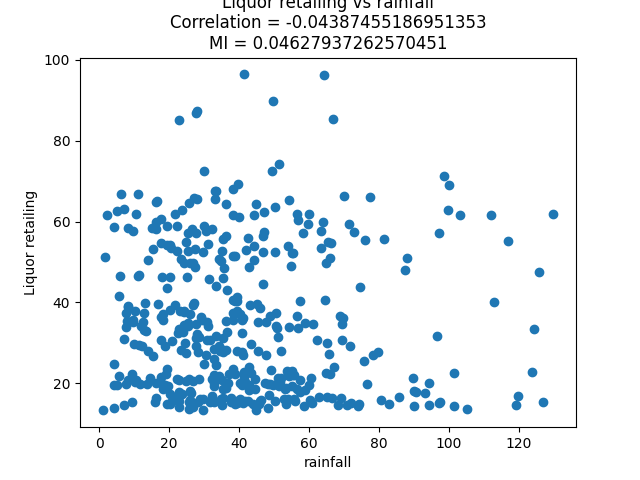 Liquor retailing vs rainfall
Correlation = -0.04387455186951353
MI = 0.04627937262570451
100
80
60
40
20
Liquor retailing
0 20 40 60 80 100 120
rainfall